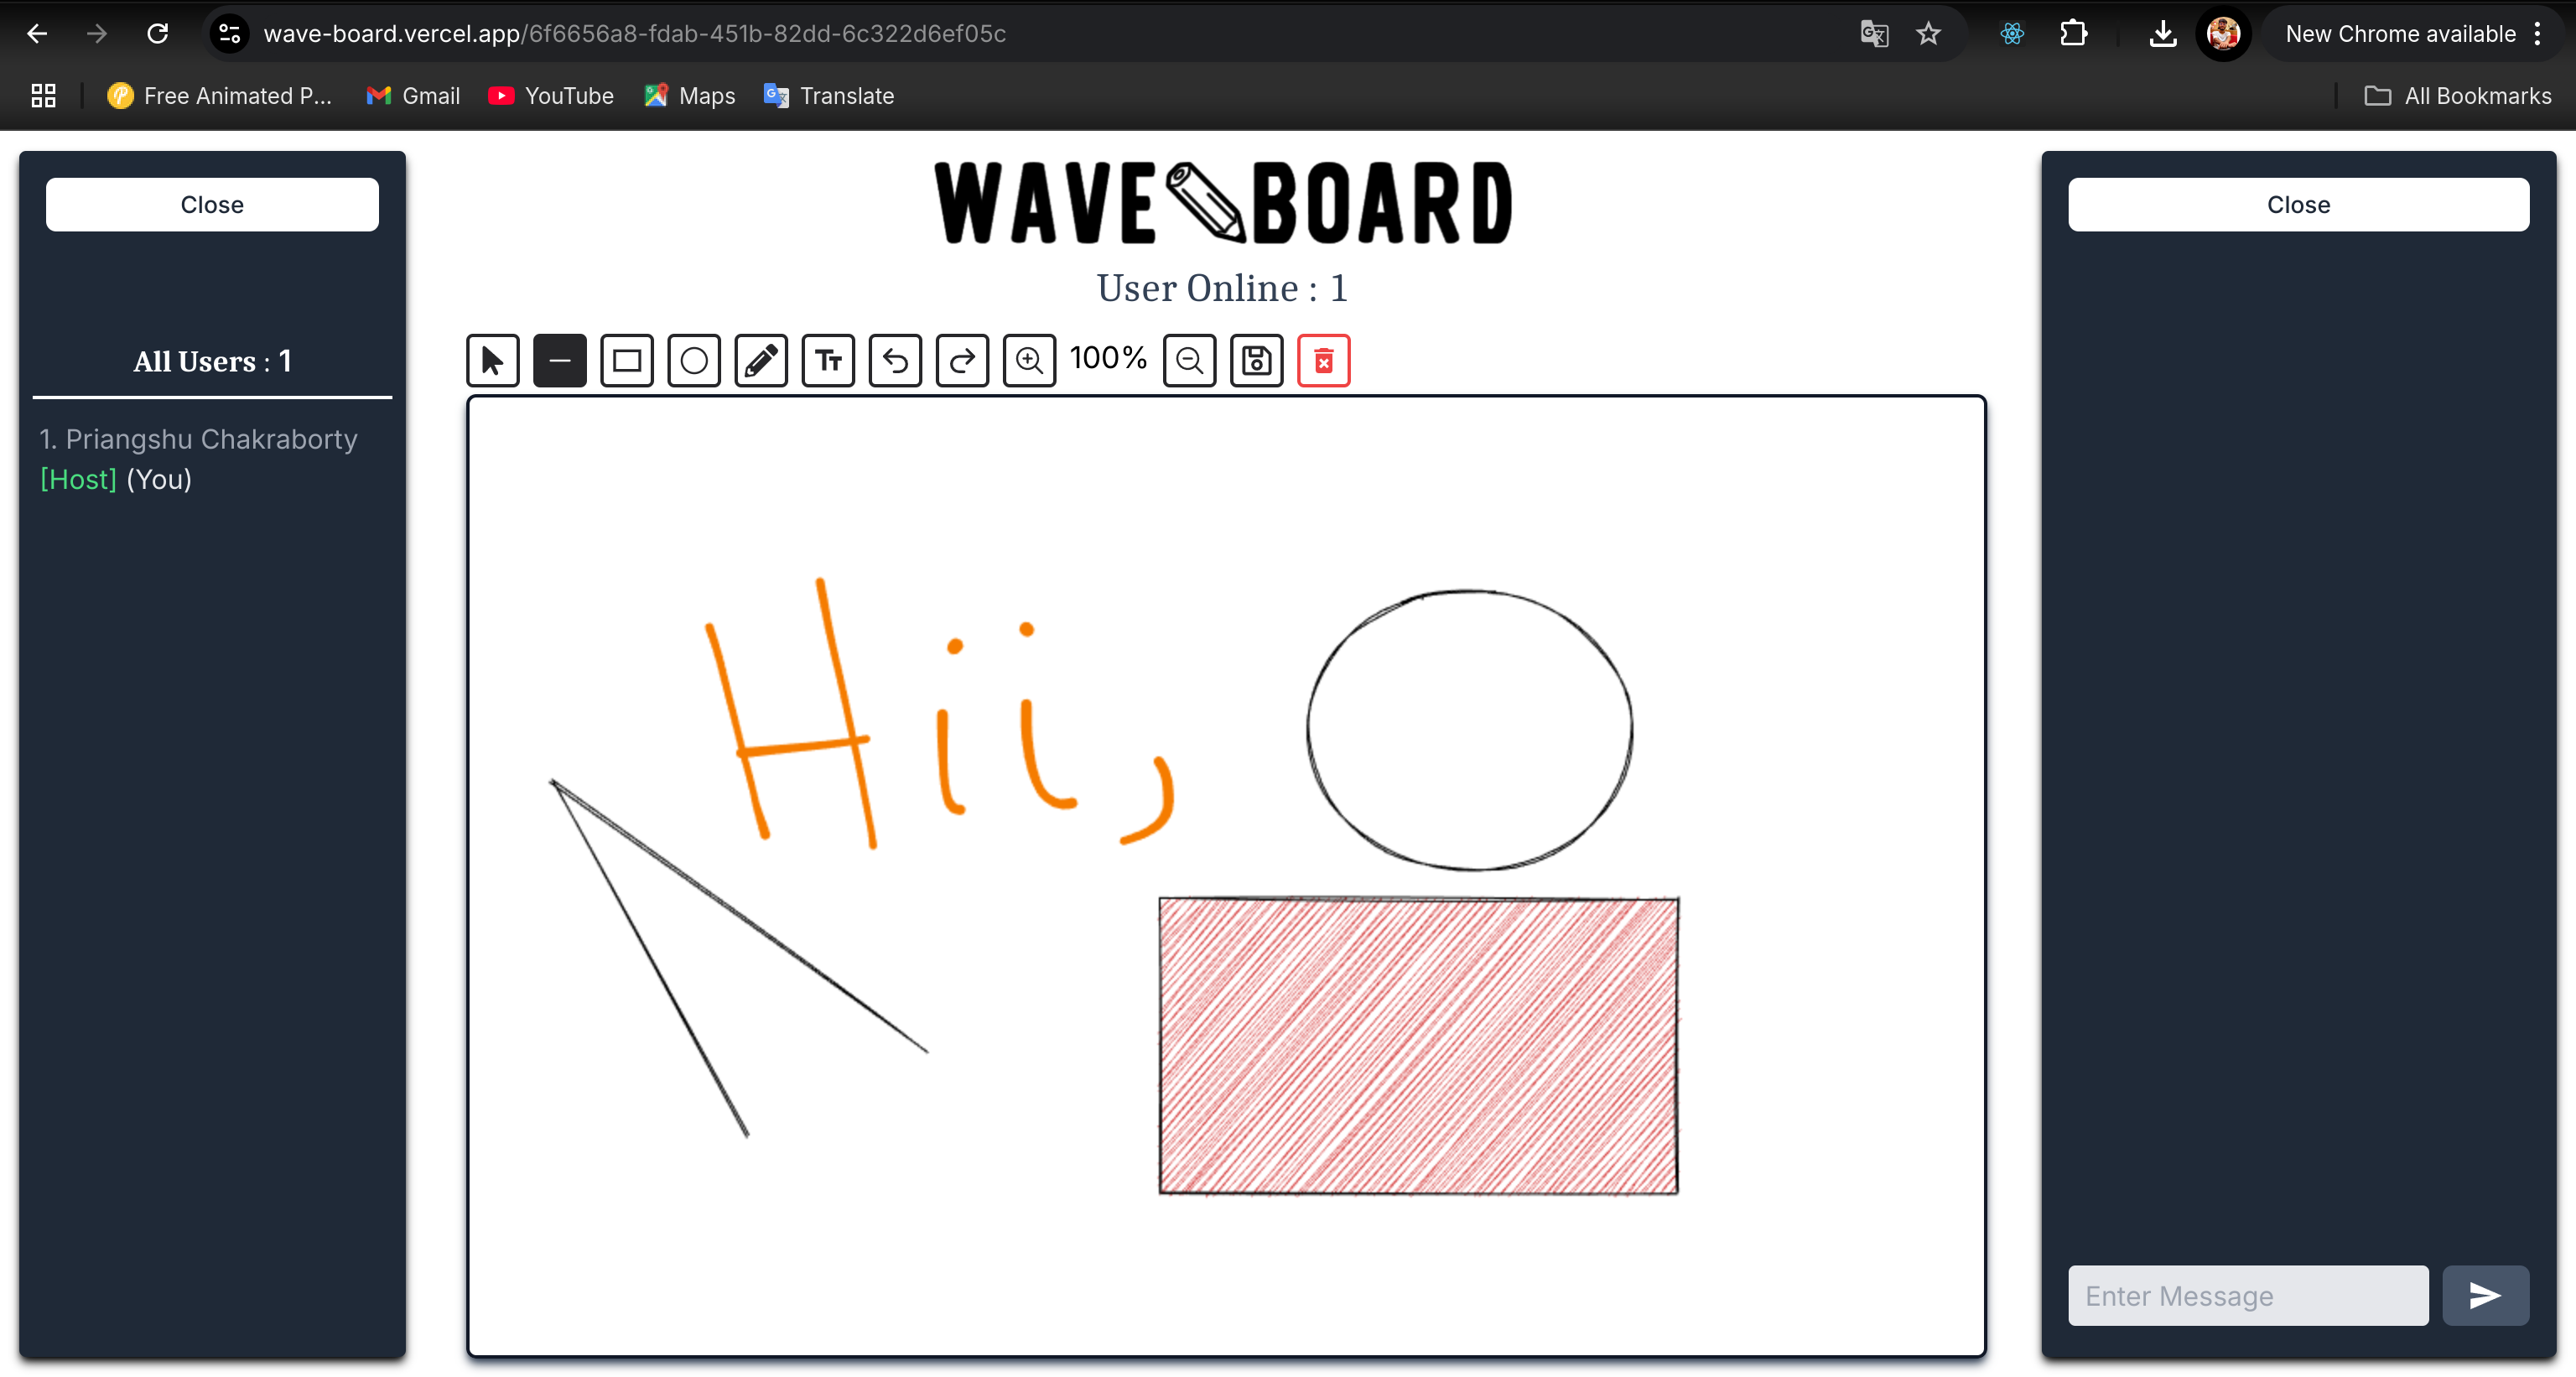 wave-board.vercel.app/6f6656a8-fdab-451b-82dd-6c322d6ef05c
New Chrome available
Free Animated P...
Gmail
YouTube
Maps
Translate
All Bookmarks
Close
WAVE BOARD
Close
User Online : 1
All Users : 1
Tт
100%
1. Priangshu Chakraborty
[Host] (You)
Hii,
Enter Message